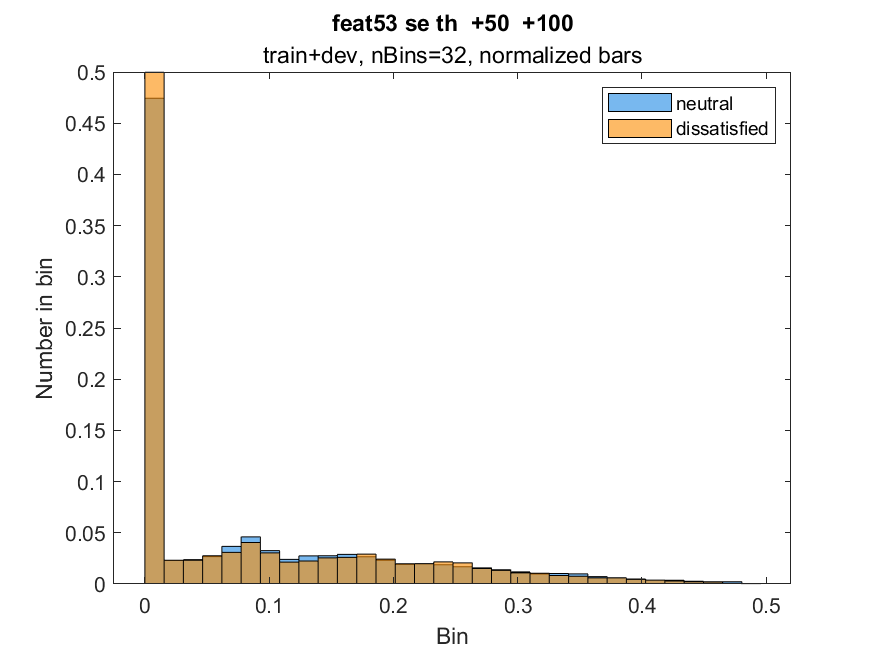 feat53 se th  +50  +100
train+dev, nBins=32, normalized bars
neutral
dissatisfied
Number in bin
0.5
0.45
0.4
0.35
0.3
0.25
0.2
0.15
0.1
0.05
0
0 0.1 0.2 0.3 0.4 0.5
Bin